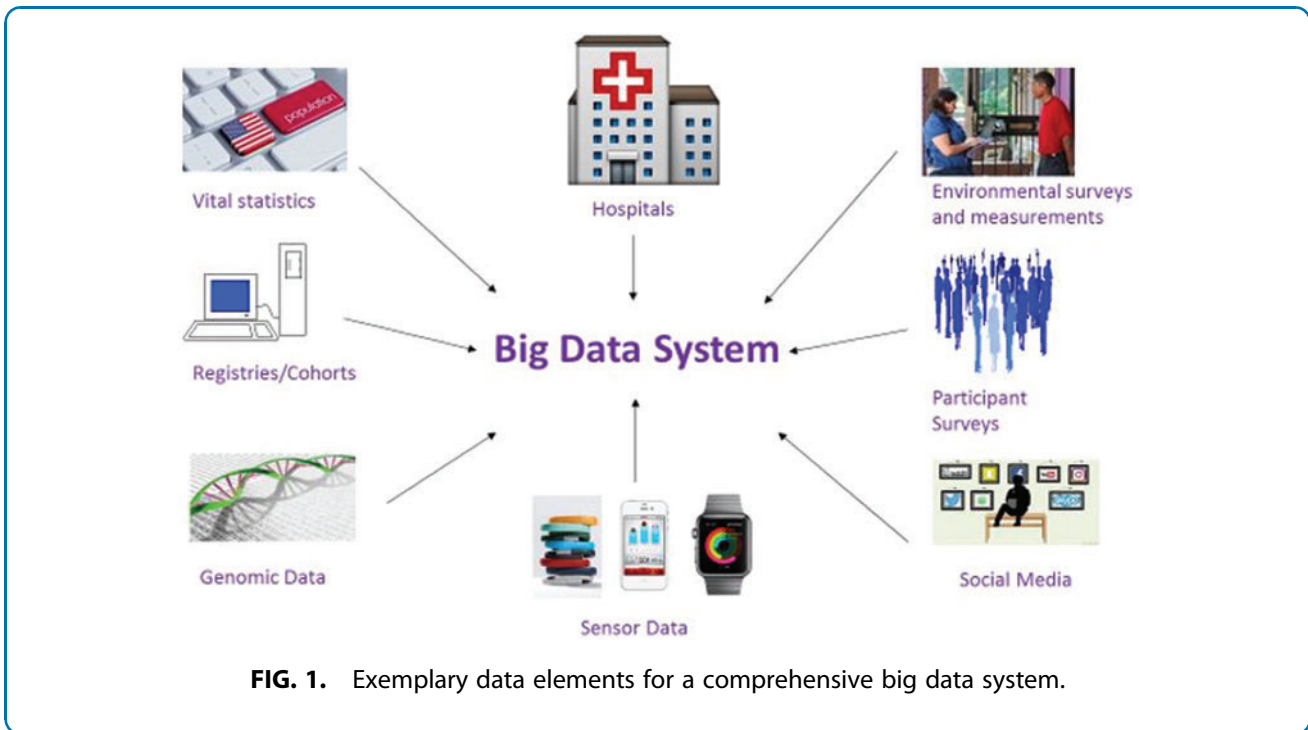 population
Vital statistics
Hospitals
Environmental surveys
and measurements
Registries/Cohorts
Big Data System
Participant
Surveys
Genomic Data
Sensor Data
Social Media
FIG. 1. Exemplary data elements for a comprehensive big data system.